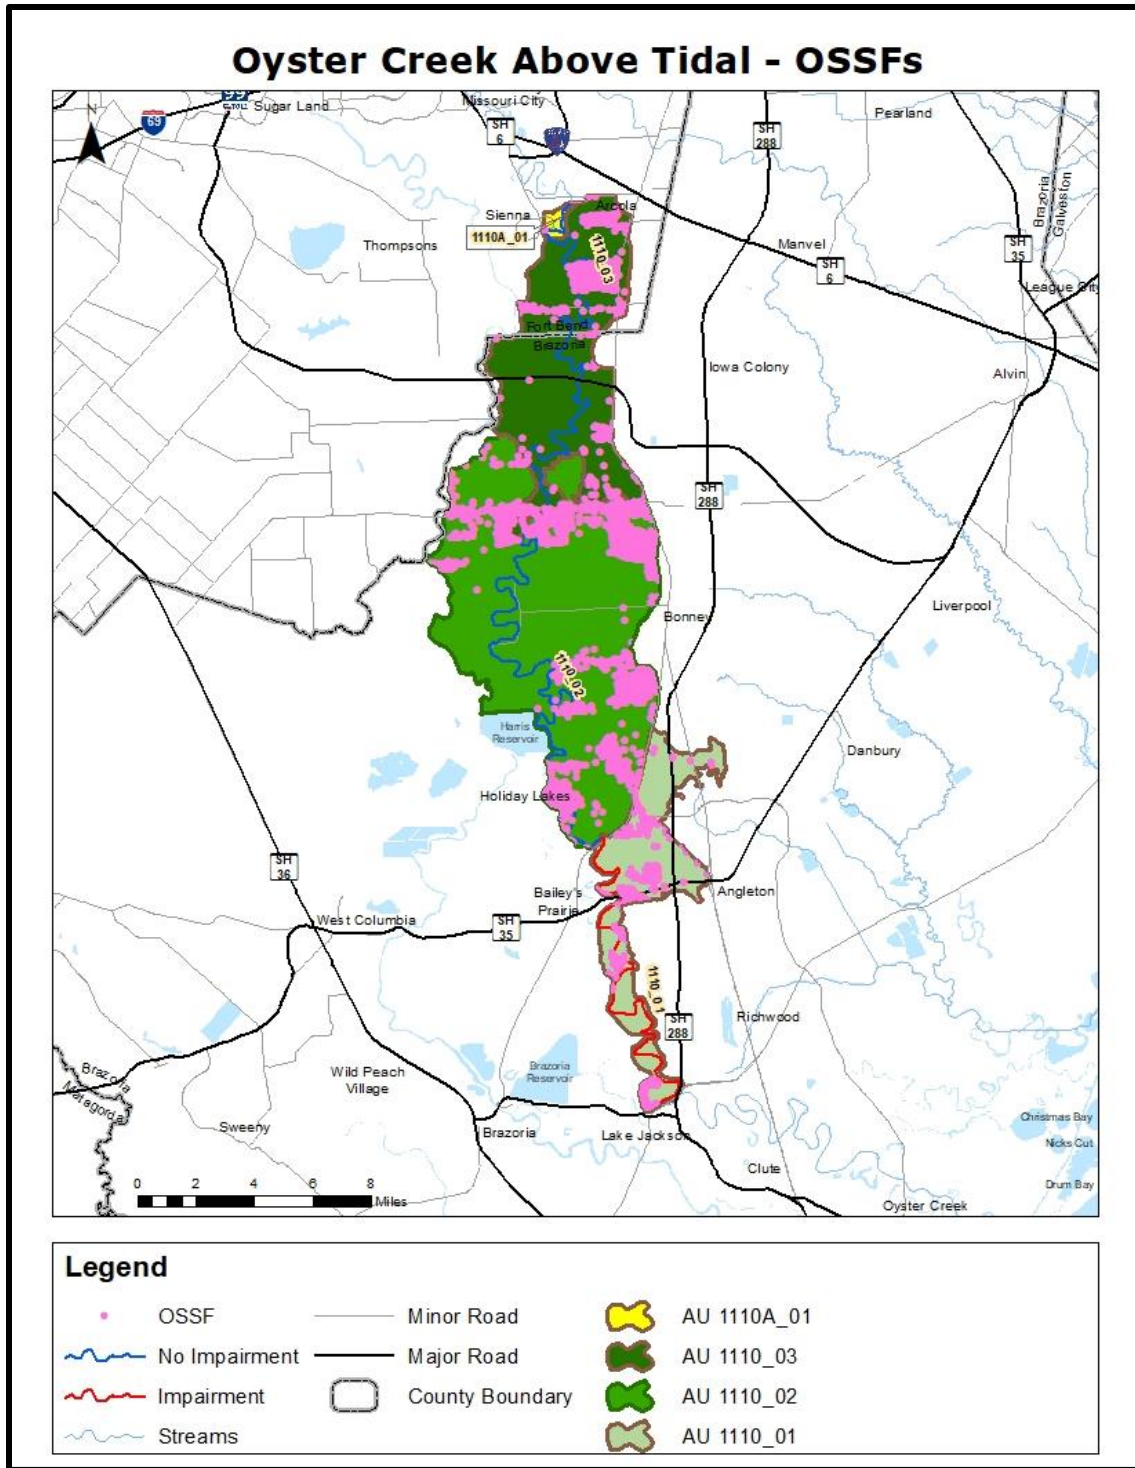 Oyster Creek Above Tidal - OSSFs
N
69
99
Sugar Land
Missouri City
SH
6
SH
288
Pearland
Brazoria
Galveston
Sienna
Arcola
1110A_01
1110_03
Thompsons
Manvel
SH
6
SH
35
League City
Fort Bend
Brazoria
Iowa Colony
Alvin
SH
288
Liverpool
Bonney
1110_02
Harris
Reservoir
Danbury
Holiday Lakes
SH
36
Bailey's
Prairie
Angleton
West Columbia
SH
35
1110_01
SH
288
Richwood
Brazoria
Matagorda
Wild Peach
Village
Brazoria
Reservoir
Sweeny
Brazoria
Lake Jackson
Christmas Bay
Nicks Cut
Clute
Drum Bay
Oyster Creek
0 2 4 6 8
Miles
Legend
OSSF
Minor Road
AU 1110A_01
No Impairment
Major Road
AU 1110_03
Impairment
County Boundary
AU 1110_02
Streams
AU 1110_01